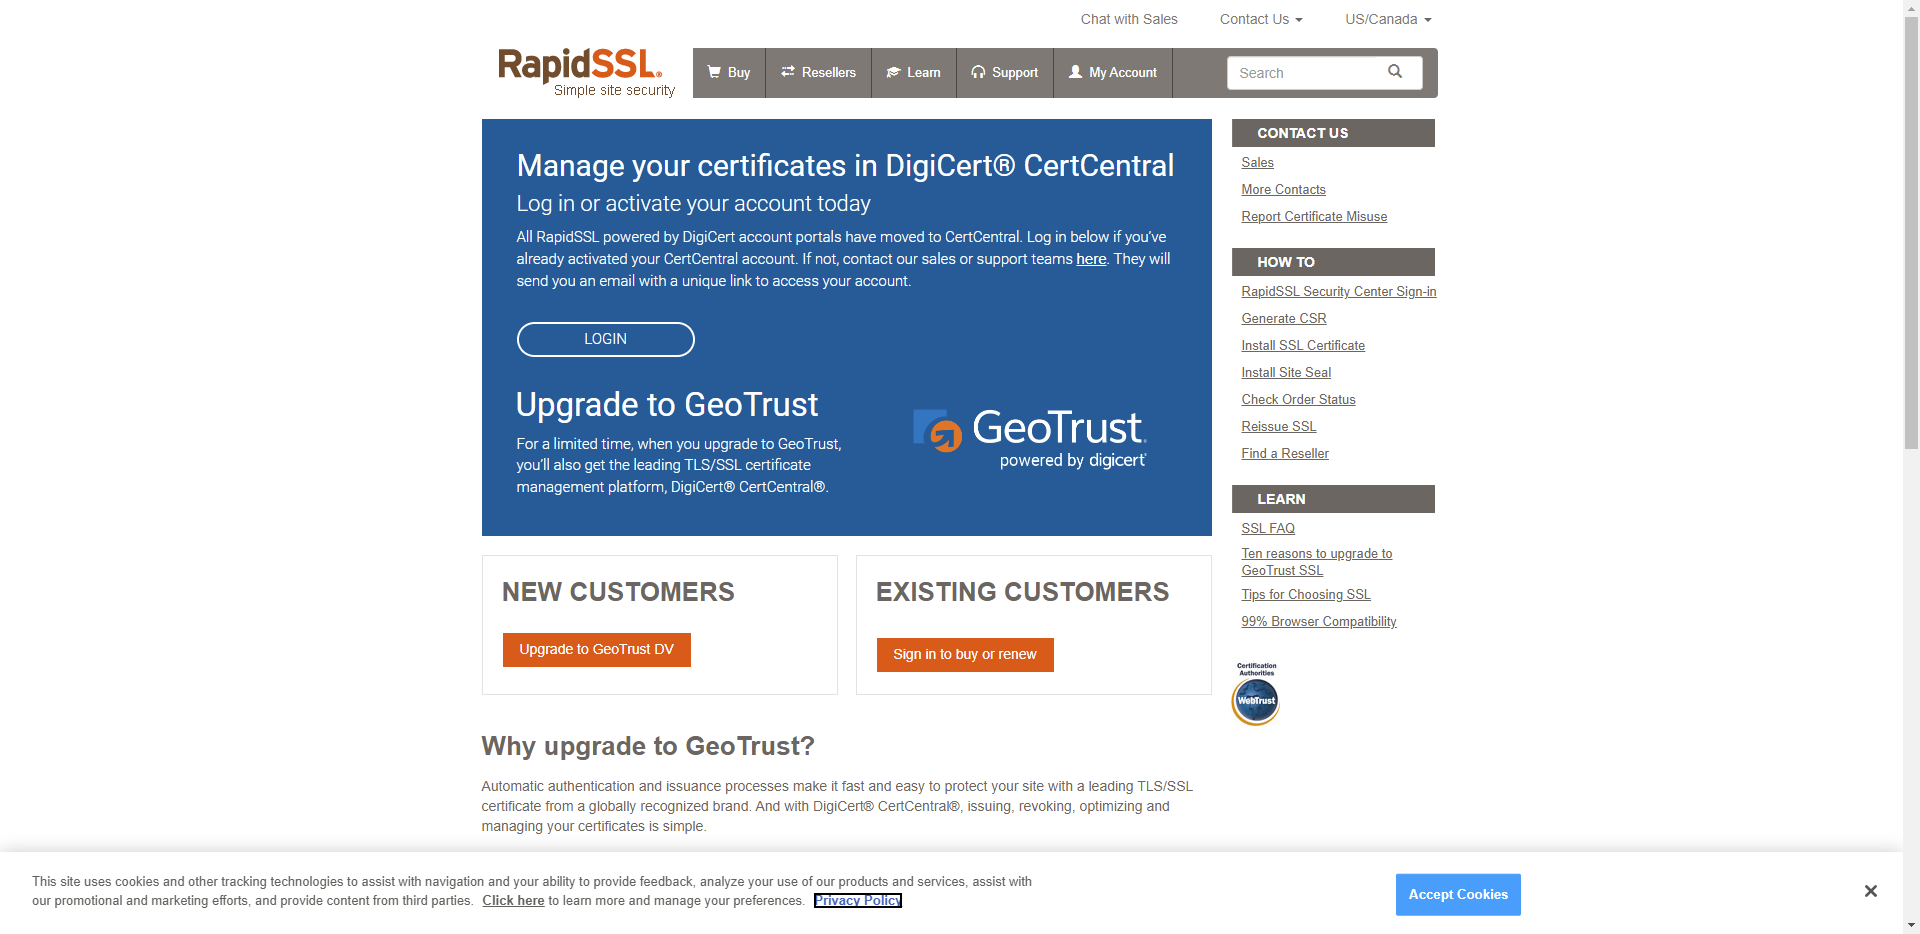 Chat with Sales
Contact Us
US/Canada
RapidSSL®
Simple site security
Buy
Resellers
Learn
Support
My Account
Search
Manage your certificates in DigiCert® CertCentral
Log in or activate your account today
All RapidSSL powered by DigiCert account portals have moved to CertCentral. Log in below if you've
already activated your CertCentral account. If not, contact our sales or support teams here. They will
send you an email with a unique link to access your account.
LOGIN
Upgrade to GeoTrust
For a limited time, when you upgrade to GeoTrust,
you'll also get the leading TLS/SSL certificate
management platform, DigiCert® CertCentral®.
GeoTrust
powered by digicert
NEW CUSTOMERS
Upgrade to GeoTrust DV
EXISTING CUSTOMERS
Sign in to buy or renew
Why upgrade to GeoTrust?
Automatic authentication and issuance processes make it fast and easy to protect your site with a leading TLS/SSL
certificate from a globally recognized brand. And with DigiCert® CertCentral®, issuing, revoking, optimizing and
managing your certificates is simple.
CONTACT US
Sales
More Contacts
Report Certificate Misuse
HOW TO
RapidSSL Security Center Sign-in
Generate CSR
Install SSL Certificate
Install Site Seal
Check Order Status
Reissue SSL
Find a Reseller
LEARN
SSL FAQ
Ten reasons to upgrade to
GeoTrust SSL
Tips for Choosing SSL
99% Browser Compatibility
Certification
Authorities
WebTrust
This site uses cookies and other tracking technologies to assist with navigation and your ability to provide feedback, analyze your use of our products and services, assist with
our promotional and marketing efforts, and provide content from third parties. Click here to learn more and manage your preferences. Privacy Policy
Accept Cookies